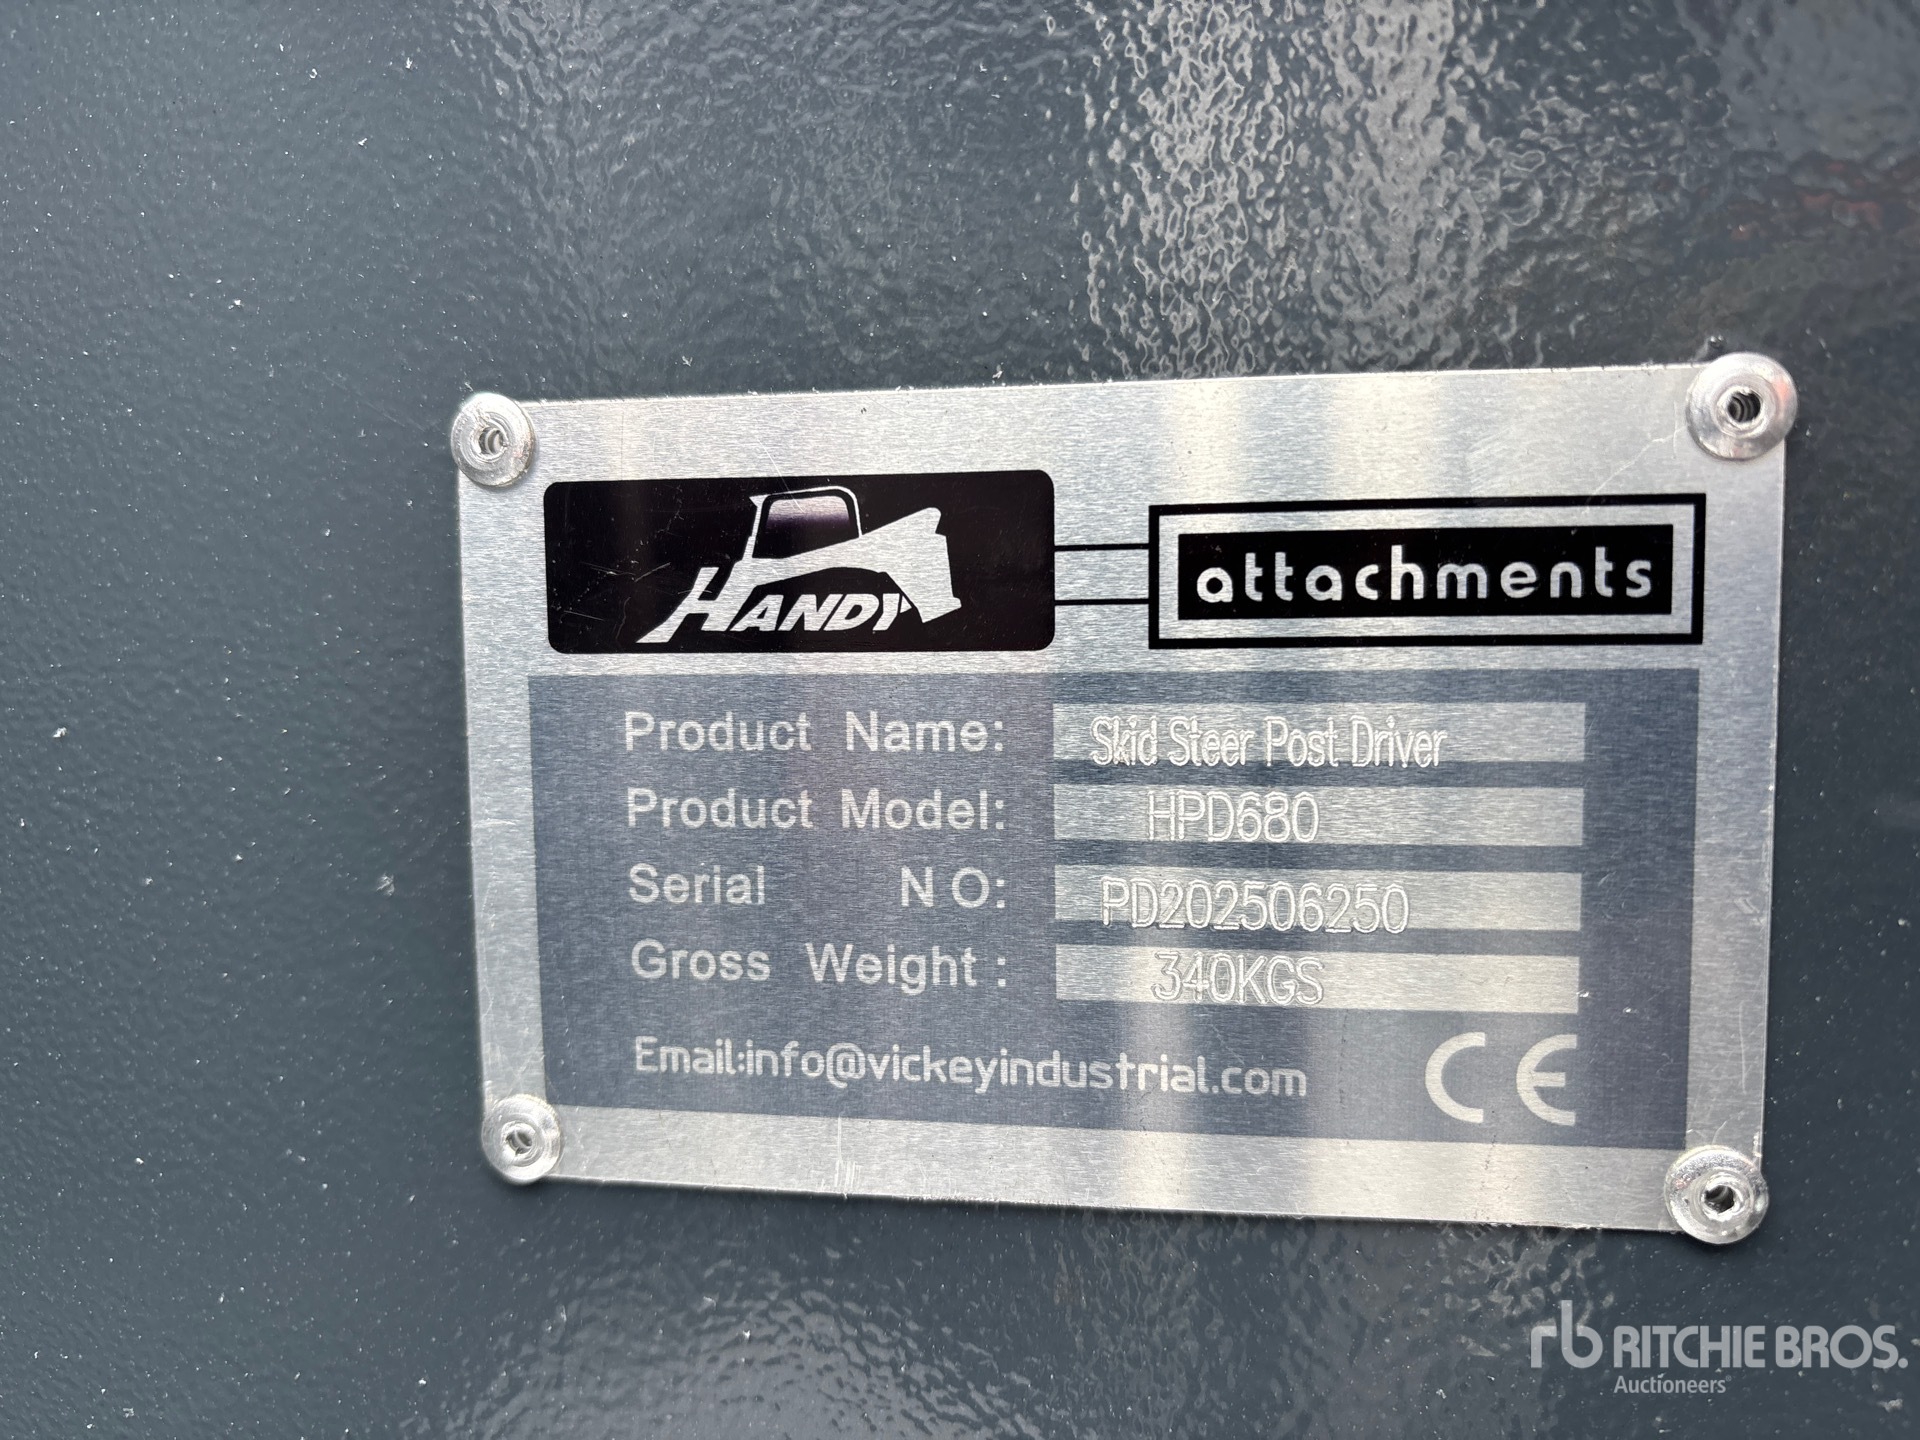 HANDY
attachments
Product Name: Skid Steer Post Driver
Product Model: HPD680
Serial NO: PD202506250
Gross Weight: 340KGS
Email:info@vickeyindustrial.com
CE
rb RITCHIE BROS.
Auctioneers